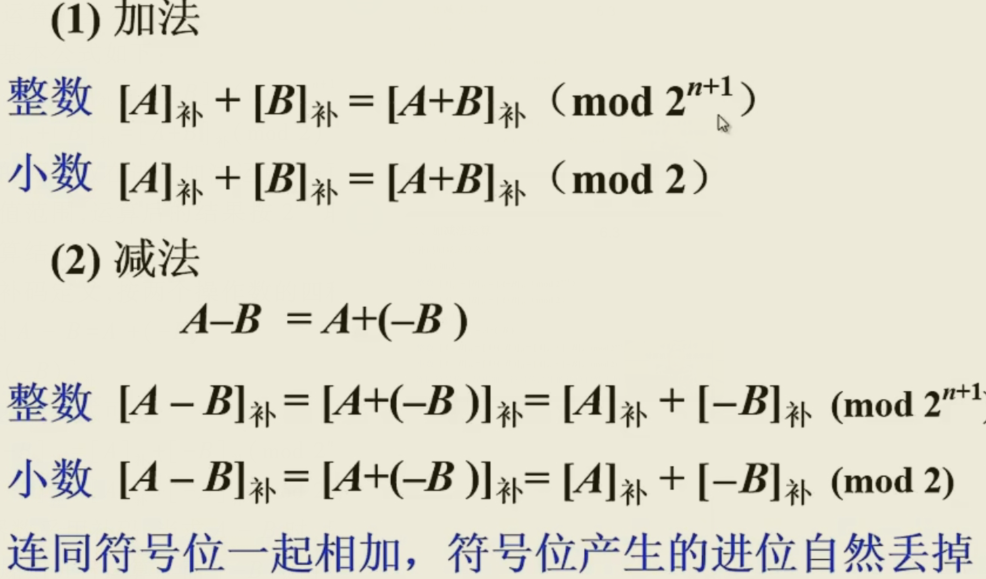 (1) 加法
整数 [A]补 + [B]补 = [A+B]补（mod 2^{n+1}）
小数 [A]补 + [B]补 = [A+B]补（mod 2）
(2) 减法
A–B = A+(–B )
整数 [A – B]补 = [A+(–B )]补 = [A]补 + [–B]补 (mod 2^{n+1})
小数 [A – B]补 = [A+(–B )]补 = [A]补 + [–B]补 (mod 2)
连同符号位一起相加，符号位产生的进位自然丢掉